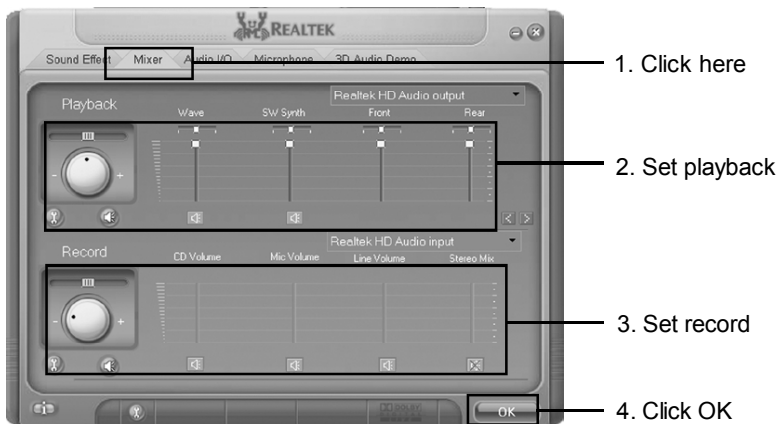 REALTEK
Sound Effect Mixer Audio I/O Microphone 3D Audio Demo
1. Click here
Playback
Realtek HD Audio output
Wave SW Synth Front Rear
2. Set playback
- +
Record
Realtek HD Audio input
CD Volume Mic Volume Line Volume Stereo Mix
- +
3. Set record
OK
4. Click OK